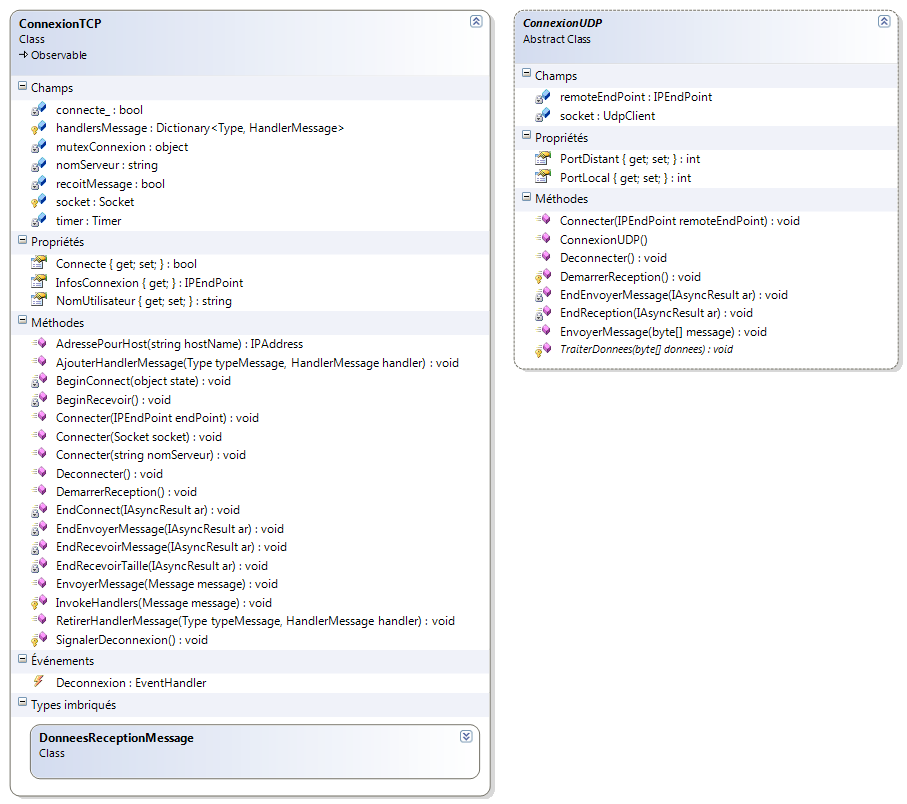 ConnexionTCP
Class
Observable
Champs
connecte_ : bool
handlersMessage : Dictionary<Type, HandlerMessage>
mutexConnexion : object
nomServeur : string
recoitMessage : bool
socket : Socket
timer : Timer
Propriétés
Connecte { get; set; } : bool
InfosConnexion { get; } : IPEndPoint
NomUtilisateur { get; set; } : string
Méthodes
AdressePourHost(string hostName) : IPAddress
AjouterHandlerMessage(Type typeMessage, HandlerMessage handler) : void
BeginConnect(object state) : void
BeginRecevoir() : void
Connecter(IPEndPoint endPoint) : void
Connecter(Socket socket) : void
Connecter(string nomServeur) : void
Deconnecter() : void
DemarrerReception() : void
EndConnect(IAsyncResult ar) : void
EndEnvoyerMessage(IAsyncResult ar) : void
EndRecevoirMessage(IAsyncResult ar) : void
EndRecevoirTaille(IAsyncResult ar) : void
EnvoyerMessage(Message message) : void
InvokeHandlers(Message message) : void
RetirerHandlerMessage(Type typeMessage, HandlerMessage handler) : void
SignalerDeconnexion() : void
Événements
Deconnexion : EventHandler
Types imbriqués
DonneesReceptionMessage
Class
ConnexionUDP
Abstract Class
Champs
remoteEndPoint : IPEndPoint
socket : UdpClient
Propriétés
PortDistant { get; set; } : int
PortLocal { get; set; } : int
Méthodes
Connecter(IPEndPoint remoteEndPoint) : void
ConnexionUDP()
Deconnecter() : void
DemarrerReception() : void
EndEnvoyerMessage(IAsyncResult ar) : void
EndReception(IAsyncResult ar) : void
EnvoyerMessage(byte[] message) : void
TraiterDonnees(byte[] donnees) : void